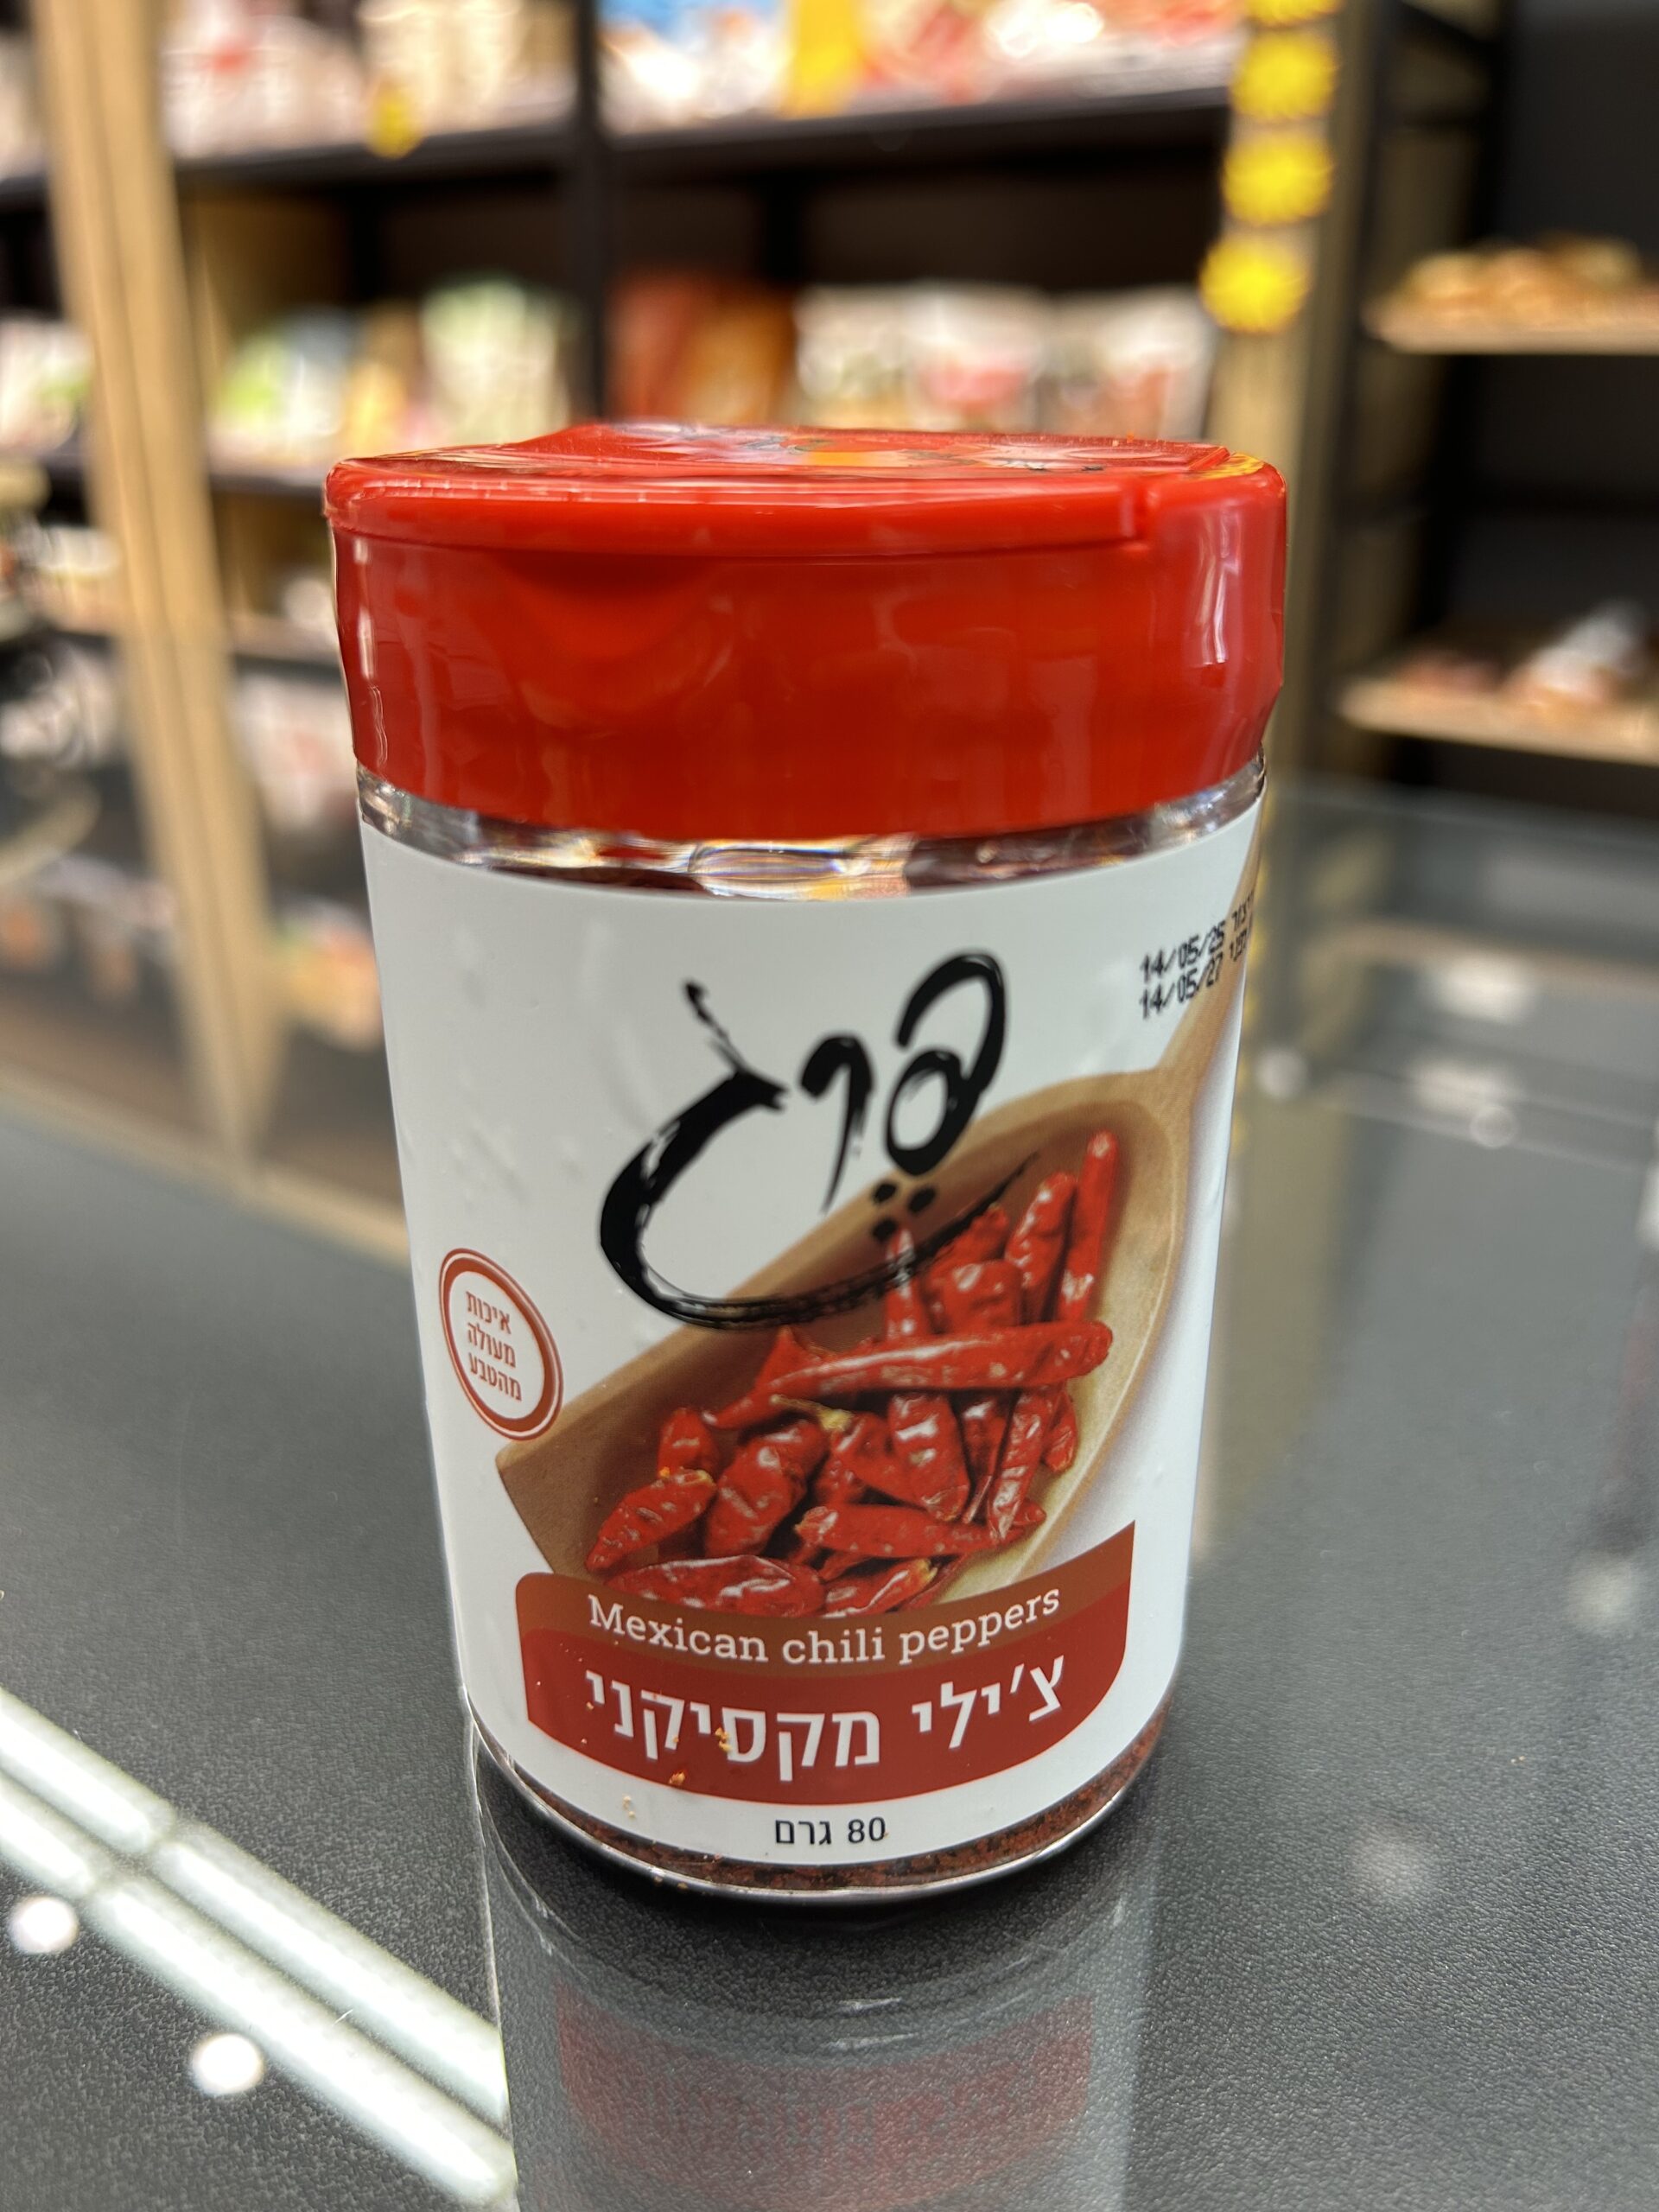 פרג
14/05/25
14/05/27
איכות
מעולה
מהטבע
Mexican chili peppers
צ'ילי מקסיקני
80 גרם